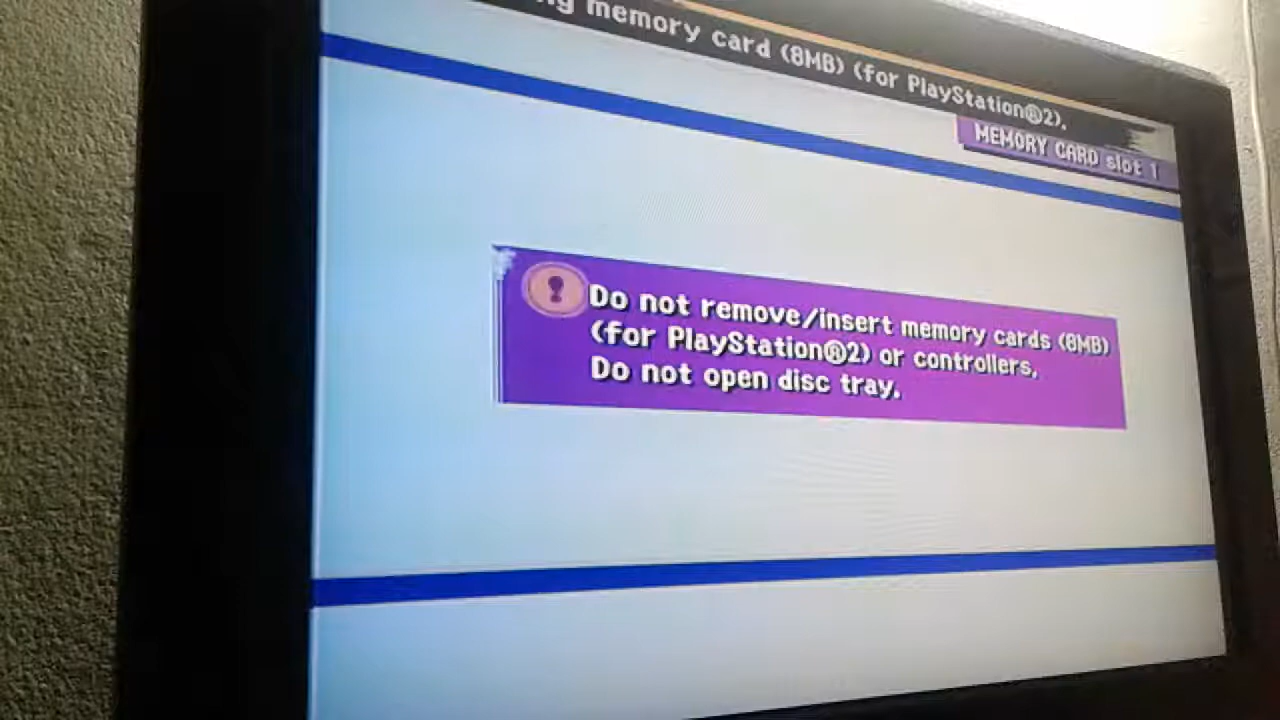 memory card (8MB) (for PlayStation®2).
MEMORY CARD slot 1
Do not remove/insert memory cards (8MB)
(for PlayStation®2) or controllers.
Do not open disc tray.